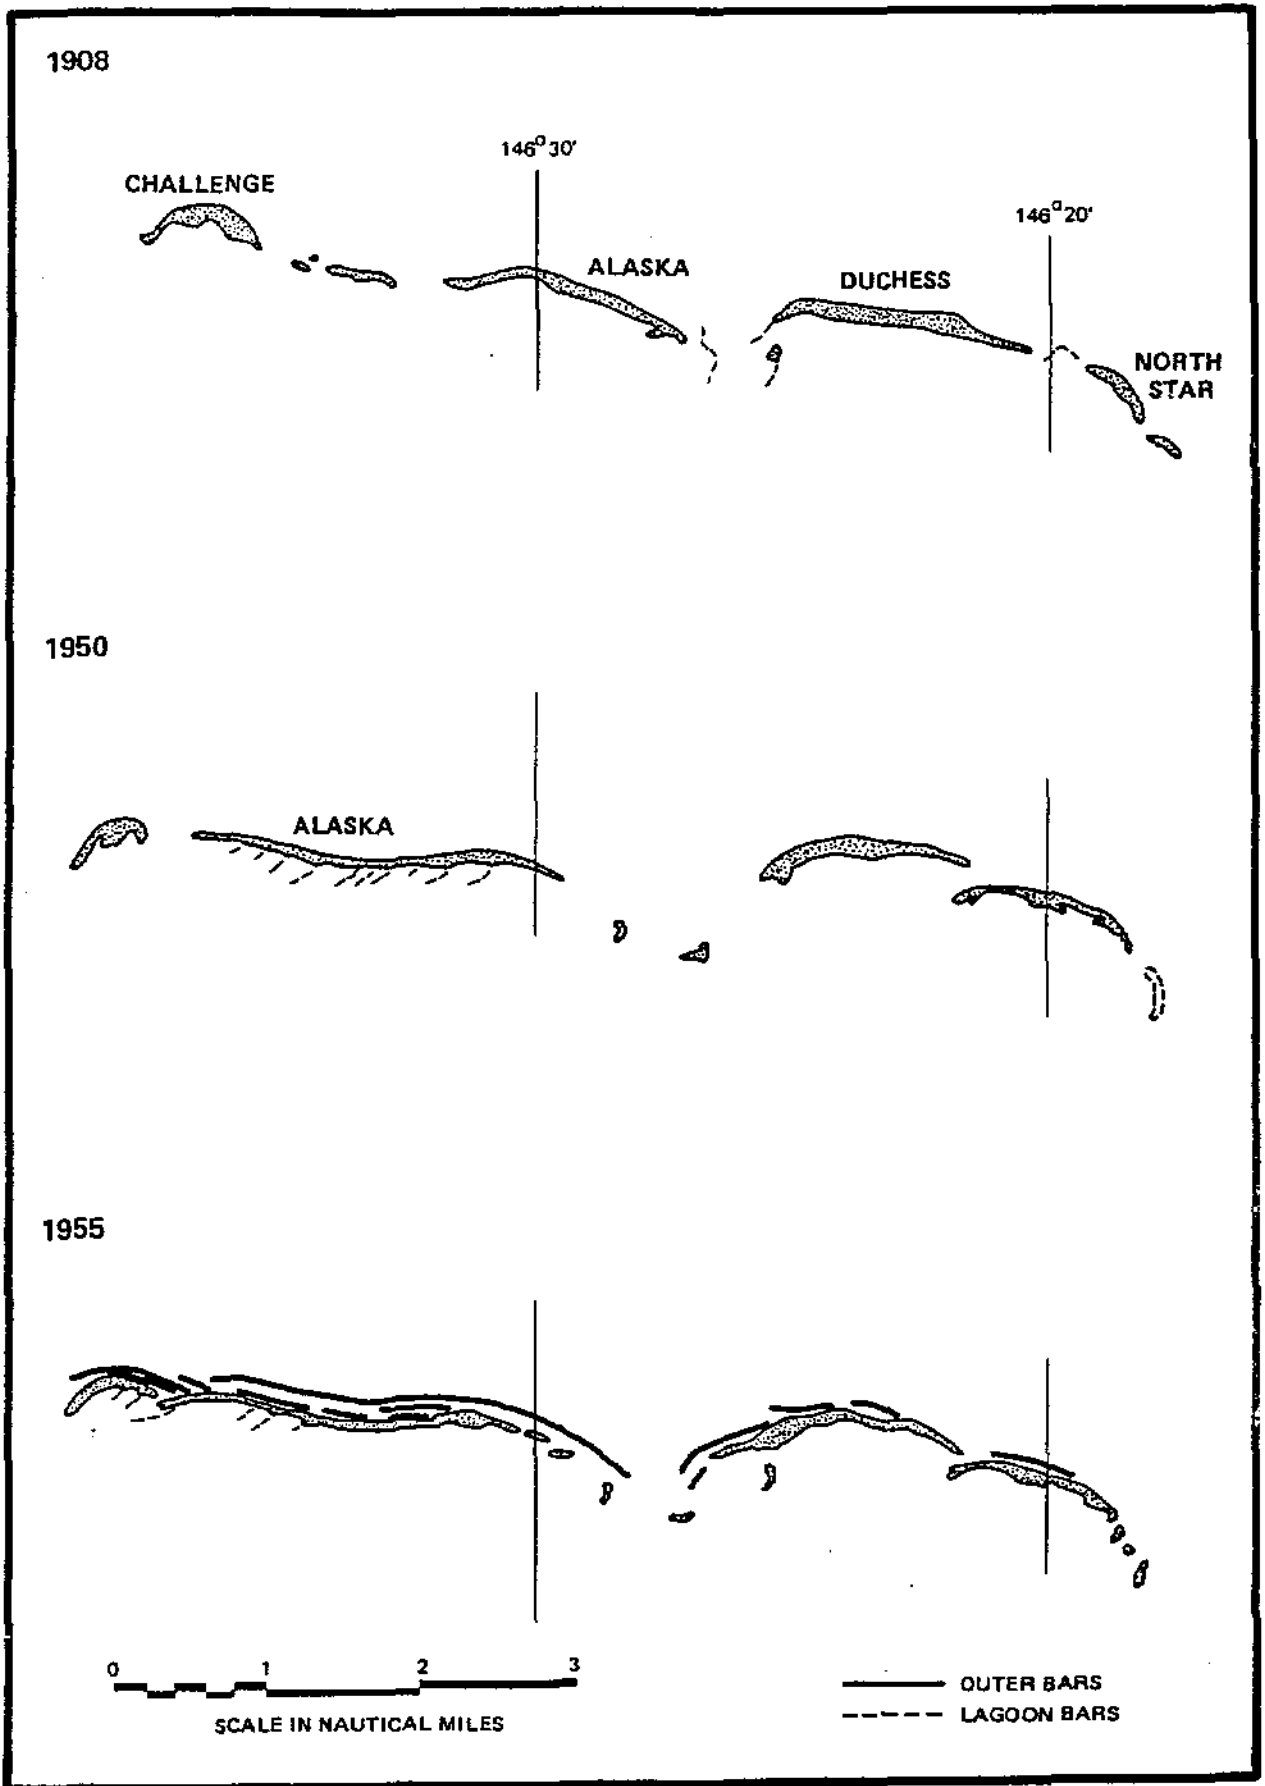 1908
146° 30'
CHALLENGE
146° 20'
ALASKA
DUCHESS
NORTH
STAR
1950
ALASKA
1955
0 1 2 3
SCALE IN NAUTICAL MILES
OUTER BARS
LAGOON BARS